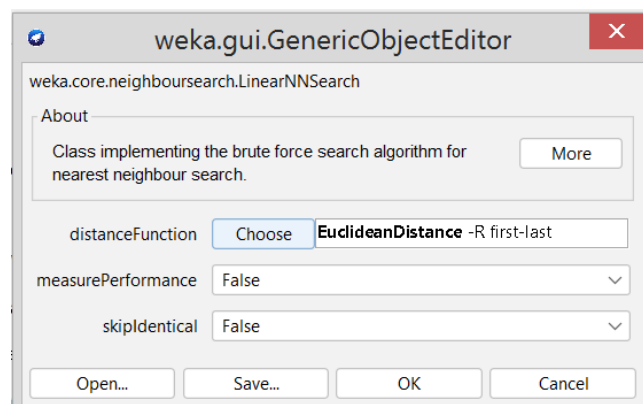 weka.gui.GenericObjectEditor
weka.core.neighboursearch.LinearNNSearch
About
Class implementing the brute force search algorithm for
nearest neighbour search.
More
distanceFunction Choose EuclideanDistance -R first-last
measurePerformance False
skipIdentical False
Open... Save... OK Cancel